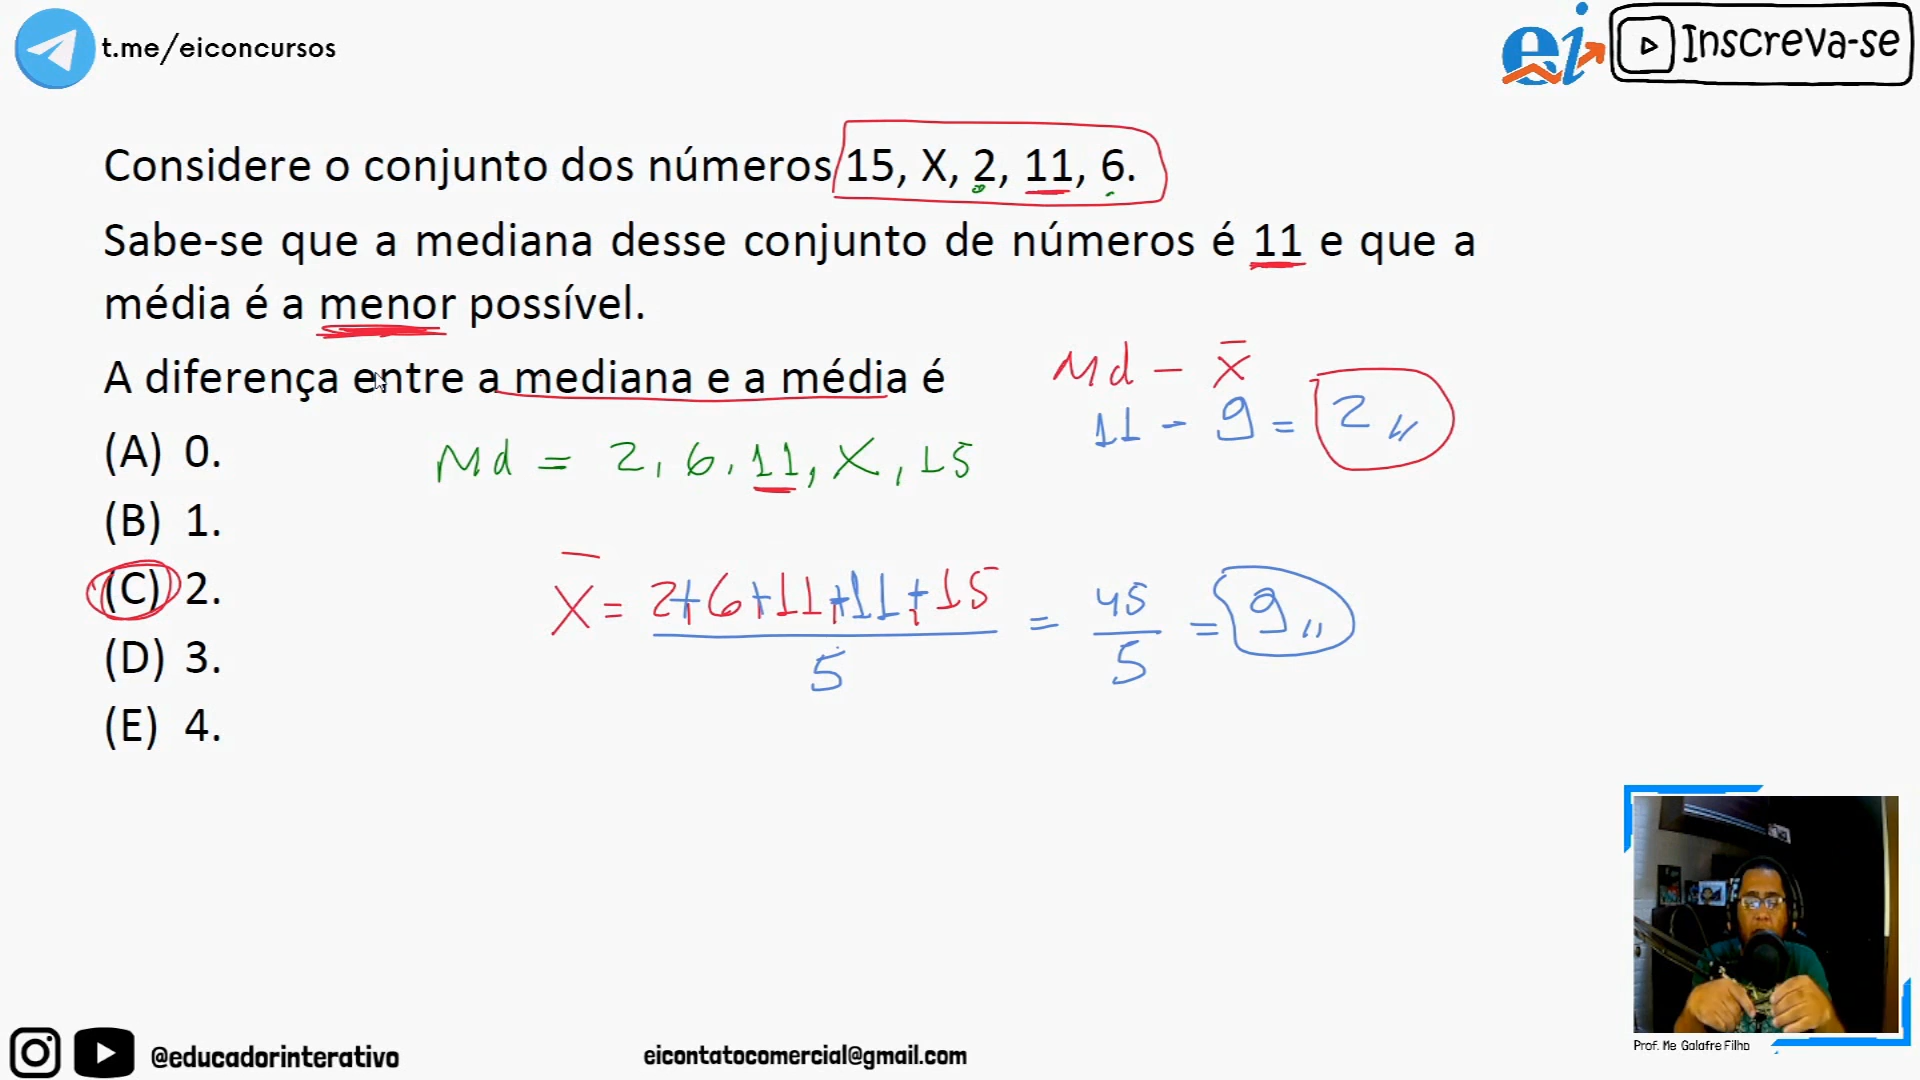 t.me/eiconcursos
ei
Inscreva-se
Considere o conjunto dos números 15, X, 2, 11, 6.
Sabe-se que a mediana desse conjunto de números é 11 e que a
média é a menor possível.
A diferença entre a mediana e a média é
Md - X̄
11 - 9 = 2 //
(A) 0.
Md = 2, 6, 11, X, 15
(B) 1.
(C) 2.
X̄ = 2+6+11+11+15 / 5 = 45 / 5 = 9 //
(D) 3.
(E) 4.
Prof. Me Galafre Filho
@educadorinterativo
eicontatocomercial@gmail.com